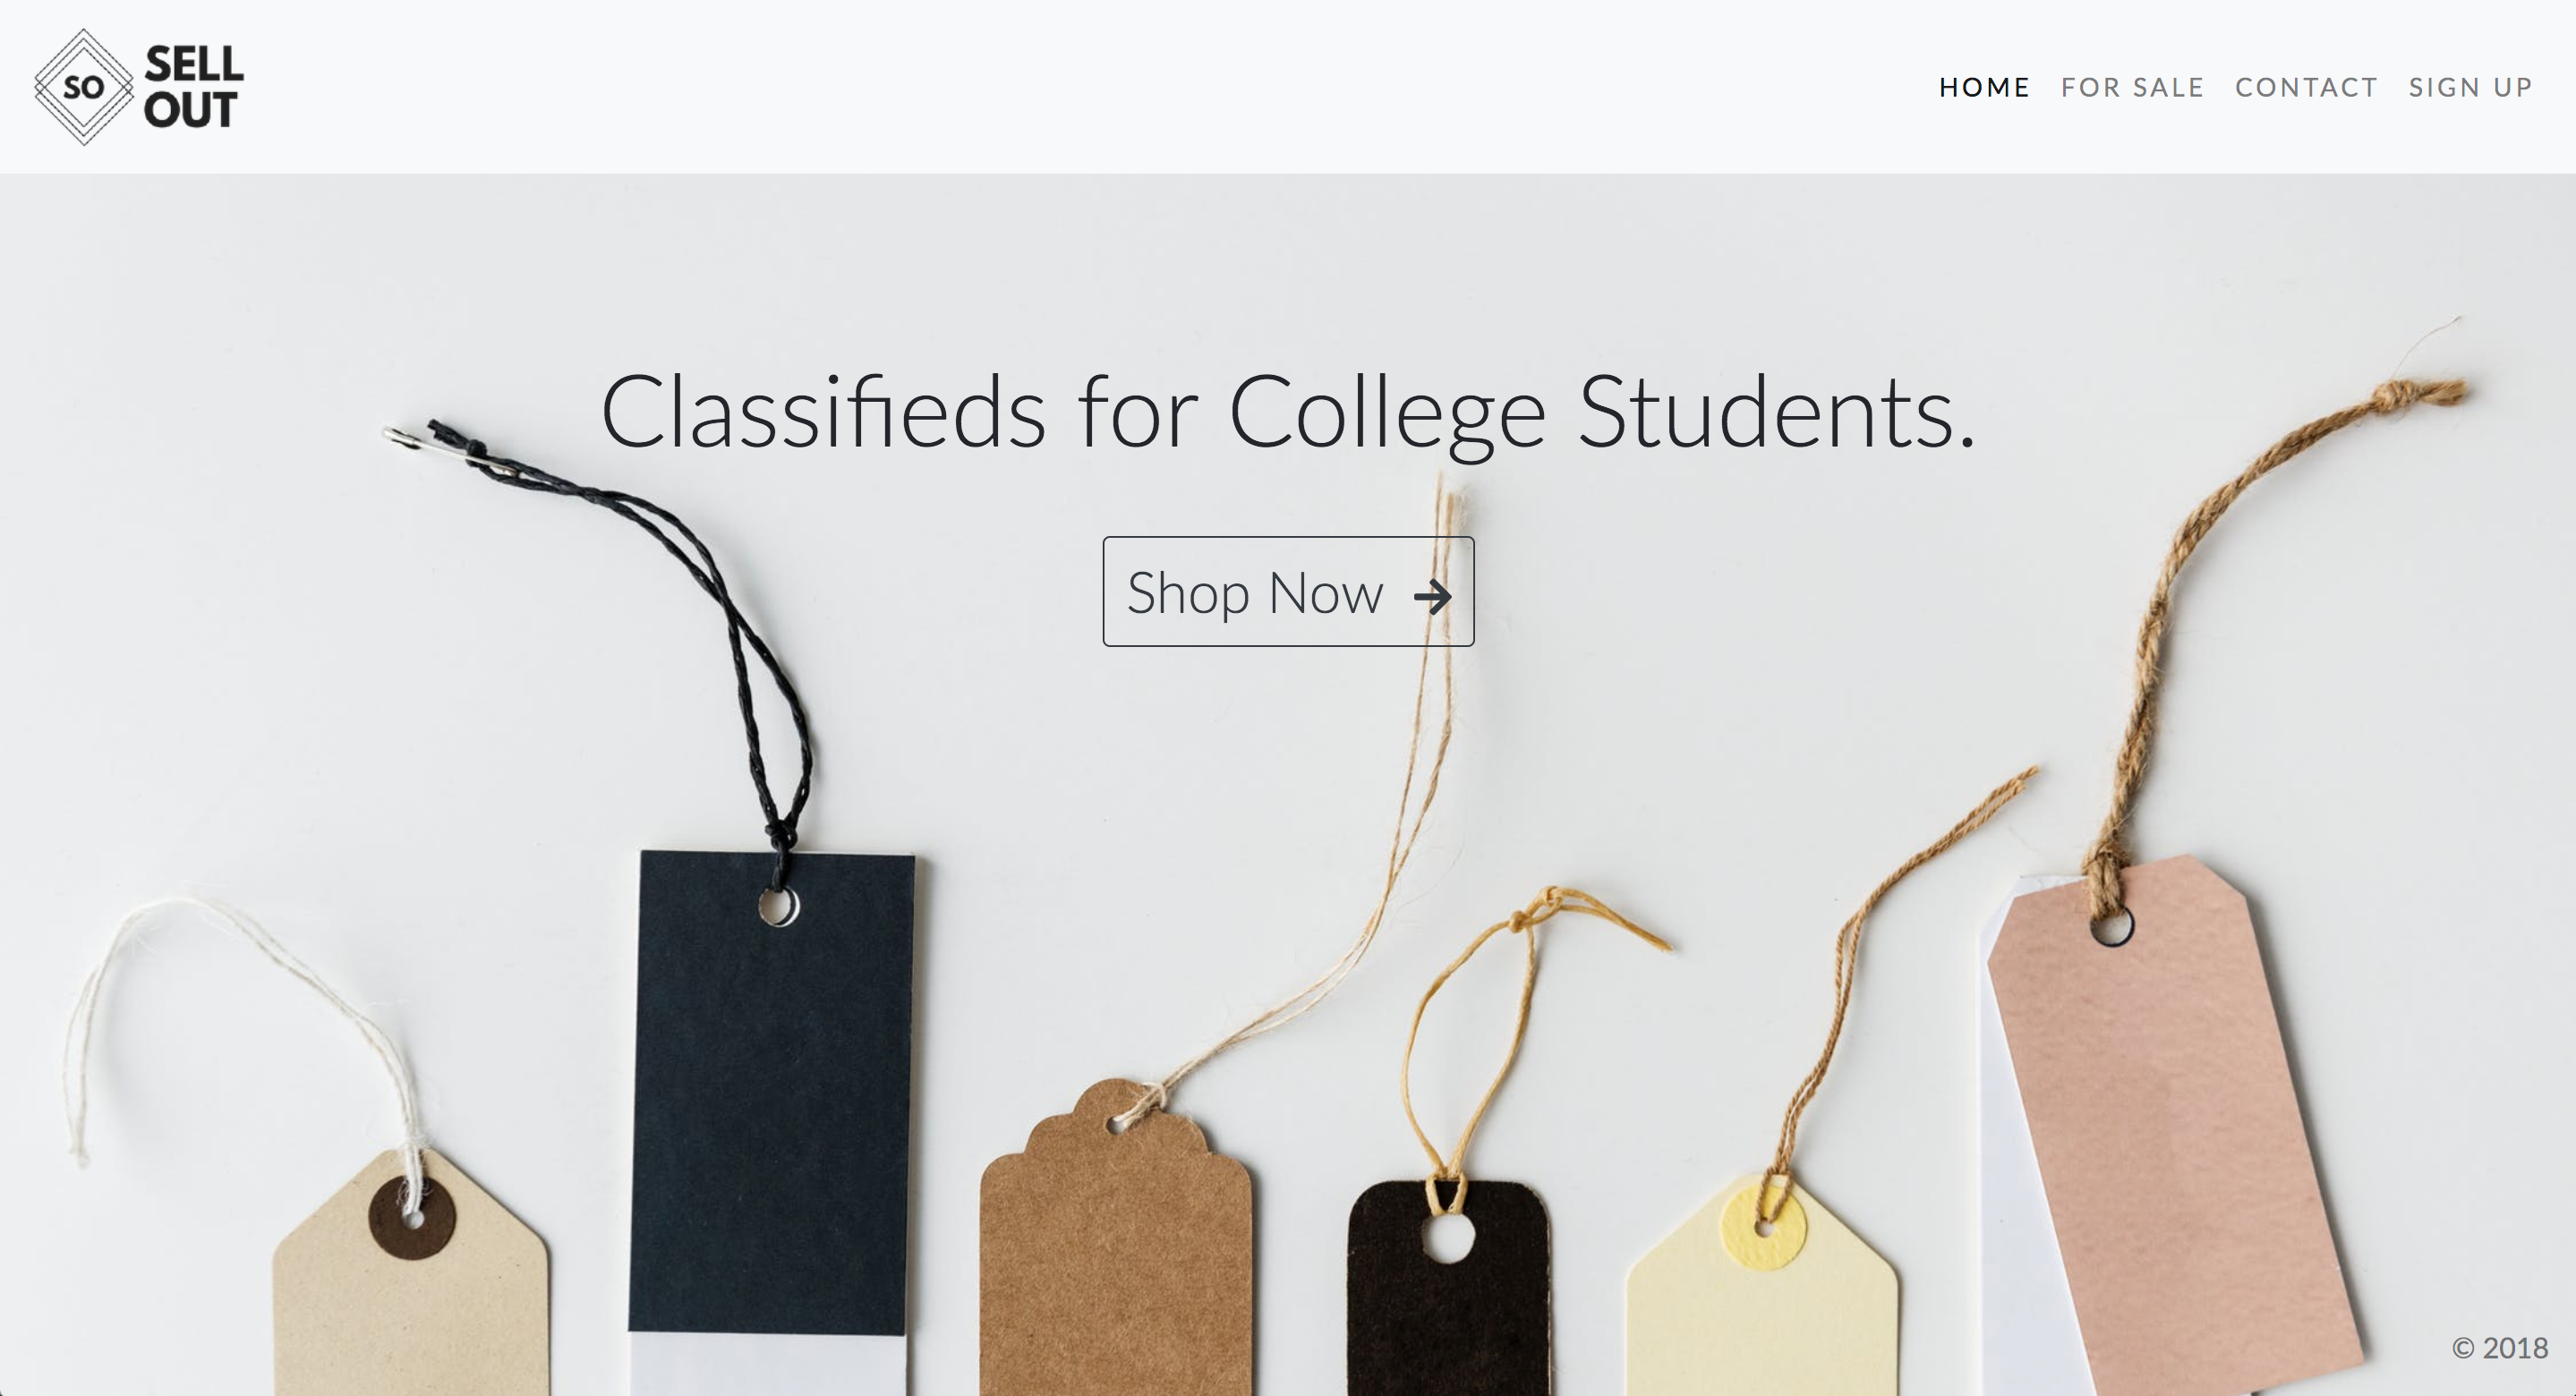 SO
SELL
OUT
HOME FOR SALE CONTACT SIGN UP
Classifieds for College Students.
Shop Now
© 2018